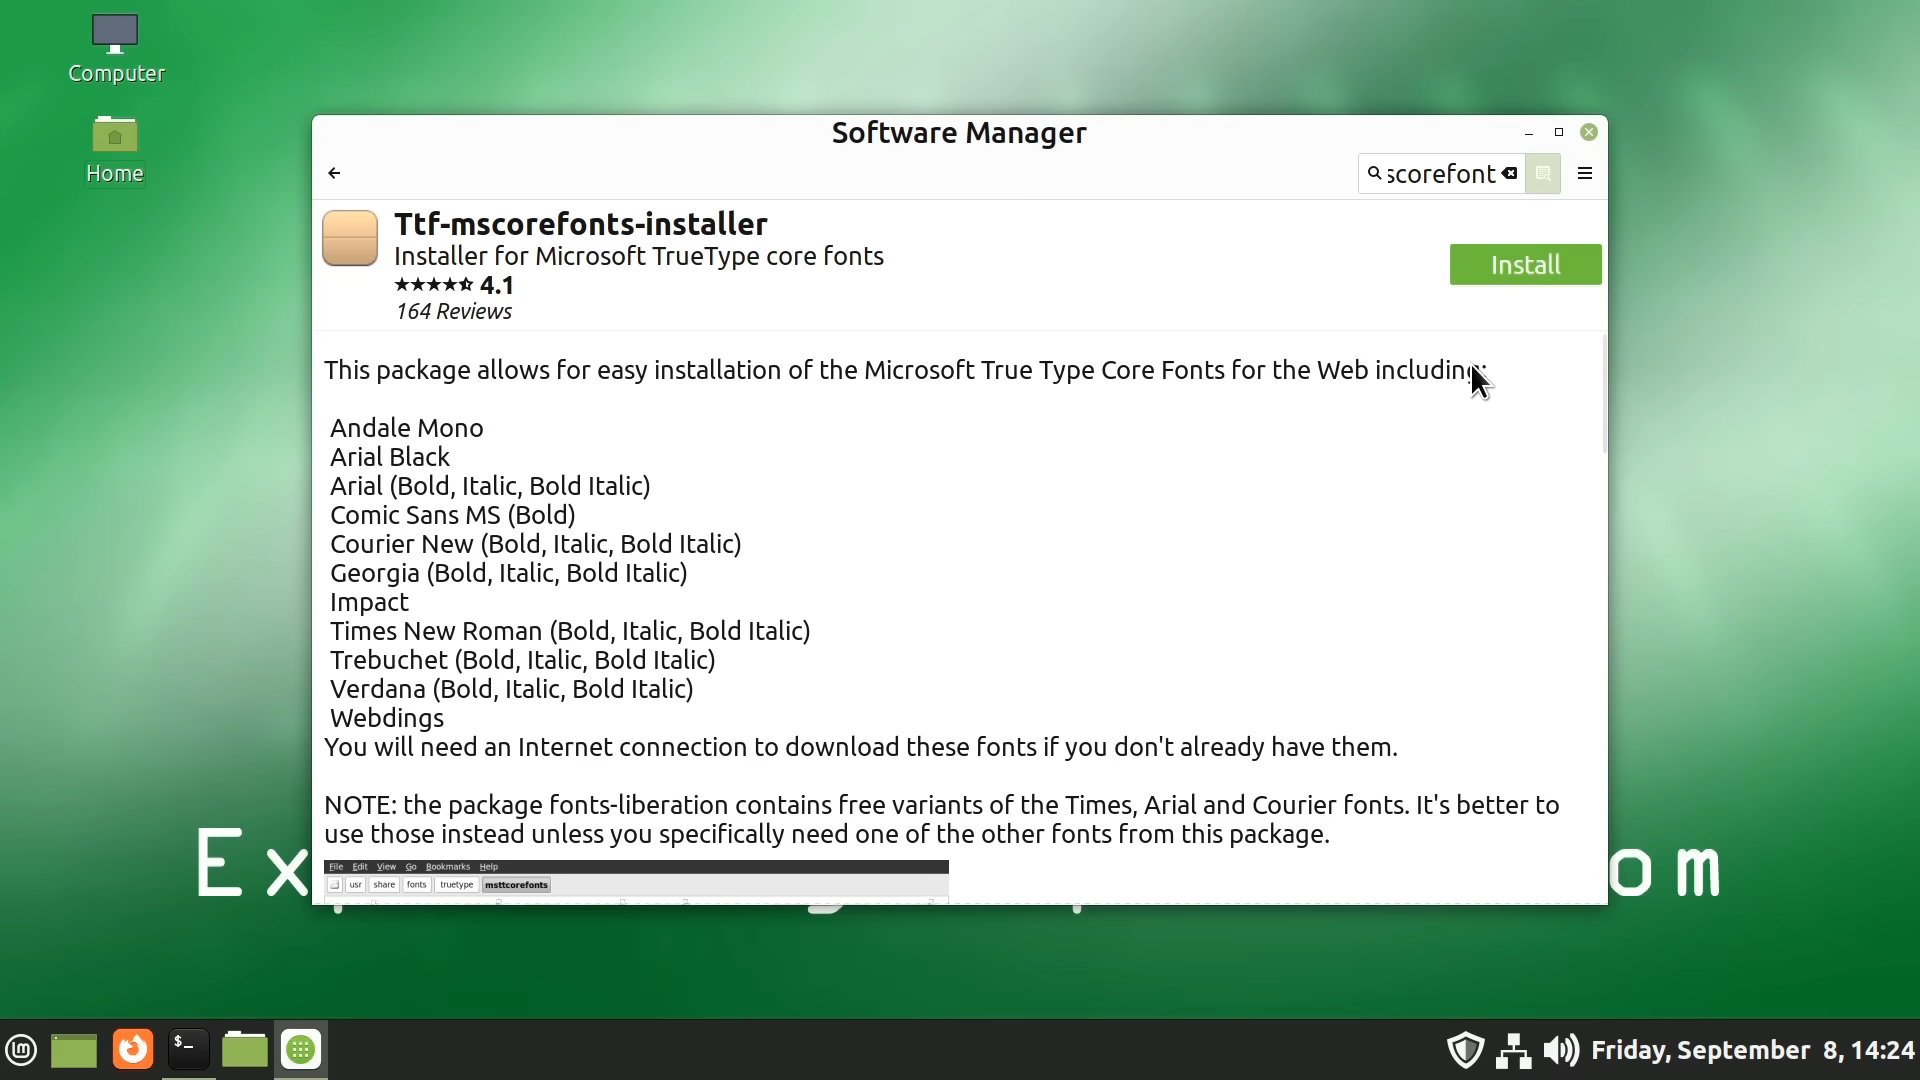 Computer
Home
Software Manager
scorefont
Ttf-mscorefonts-installer
Installer for Microsoft TrueType core fonts
4.1
164 Reviews
Install
This package allows for easy installation of the Microsoft True Type Core Fonts for the Web including:
Andale Mono
Arial Black
Arial (Bold, Italic, Bold Italic)
Comic Sans MS (Bold)
Courier New (Bold, Italic, Bold Italic)
Georgia (Bold, Italic, Bold Italic)
Impact
Times New Roman (Bold, Italic, Bold Italic)
Trebuchet (Bold, Italic, Bold Italic)
Verdana (Bold, Italic, Bold Italic)
Webdings
You will need an Internet connection to download these fonts if you don't already have them.
NOTE: the package fonts-liberation contains free variants of the Times, Arial and Courier fonts. It's better to
use those instead unless you specifically need one of the other fonts from this package.
File Edit View Go Bookmarks Help
usr share fonts truetype msttcorefonts
Ex om
$_
Friday, September 8, 14:24